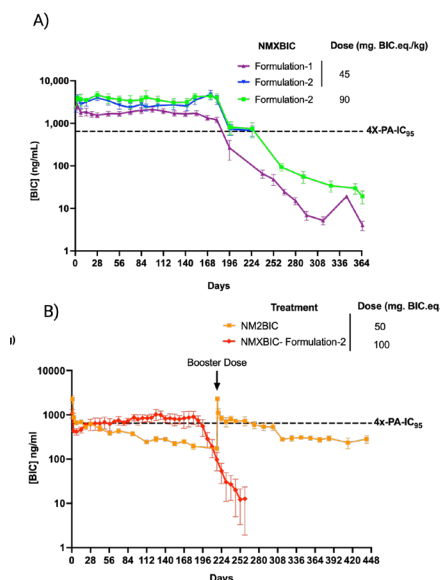 A)
NMXBIC Dose (mg. BIC.eq./kg)
Formulation-1 45
Formulation-2
Formulation-2 90
10,000
1,000
100
10
1
[BIC] (ng/mL)
4X-PA-IC95
0 28 56 84 112 140 168 196 224 252 280 308 336 364
Days
B)
)
Treatment Dose (mg. BIC.eq.
NM2BIC 50
NMXBIC- Formulation-2 100
Booster Dose
10000
1000
100
10
1
[BIC] ng/ml
4x-PA-IC95
0 28 56 84 112 140 168 196 224 252 280 308 336 364 392 420 448
Days